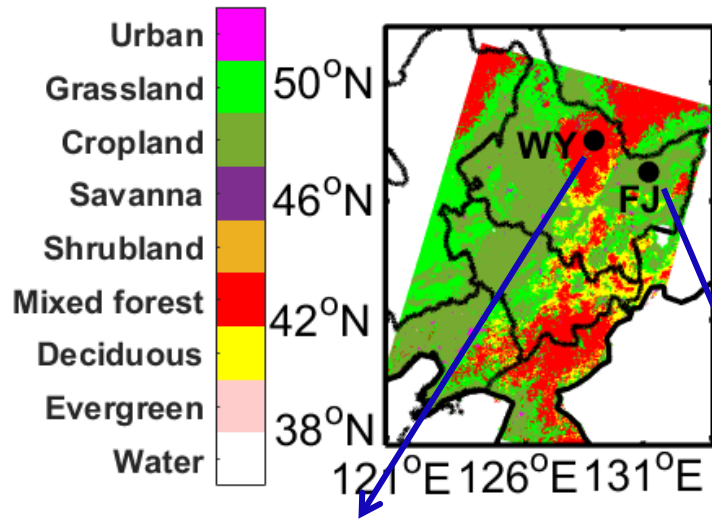 Urban
Grassland
Cropland
Savanna
Shrubland
Mixed forest
Deciduous
Evergreen
Water
50°N
46°N
42°N
38°N
WY
FJ
121°E 126°E 131°E